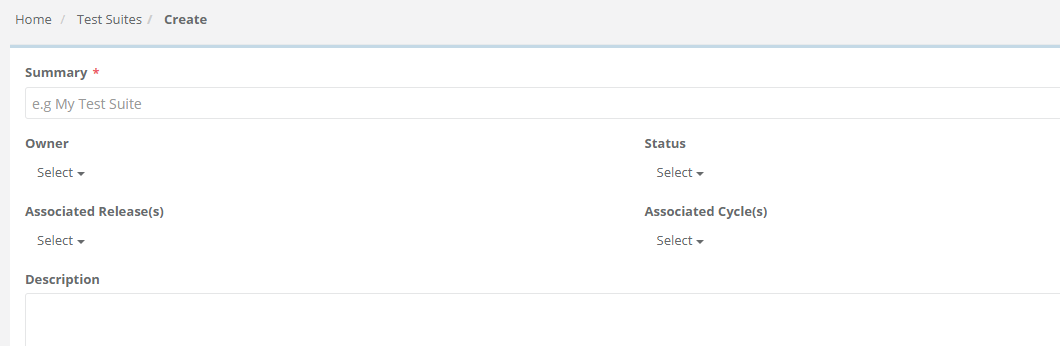 Home / Test Suites / Create
Summary *
e.g My Test Suite
Owner
Status
Select
Select
Associated Release(s)
Associated Cycle(s)
Select
Select
Description